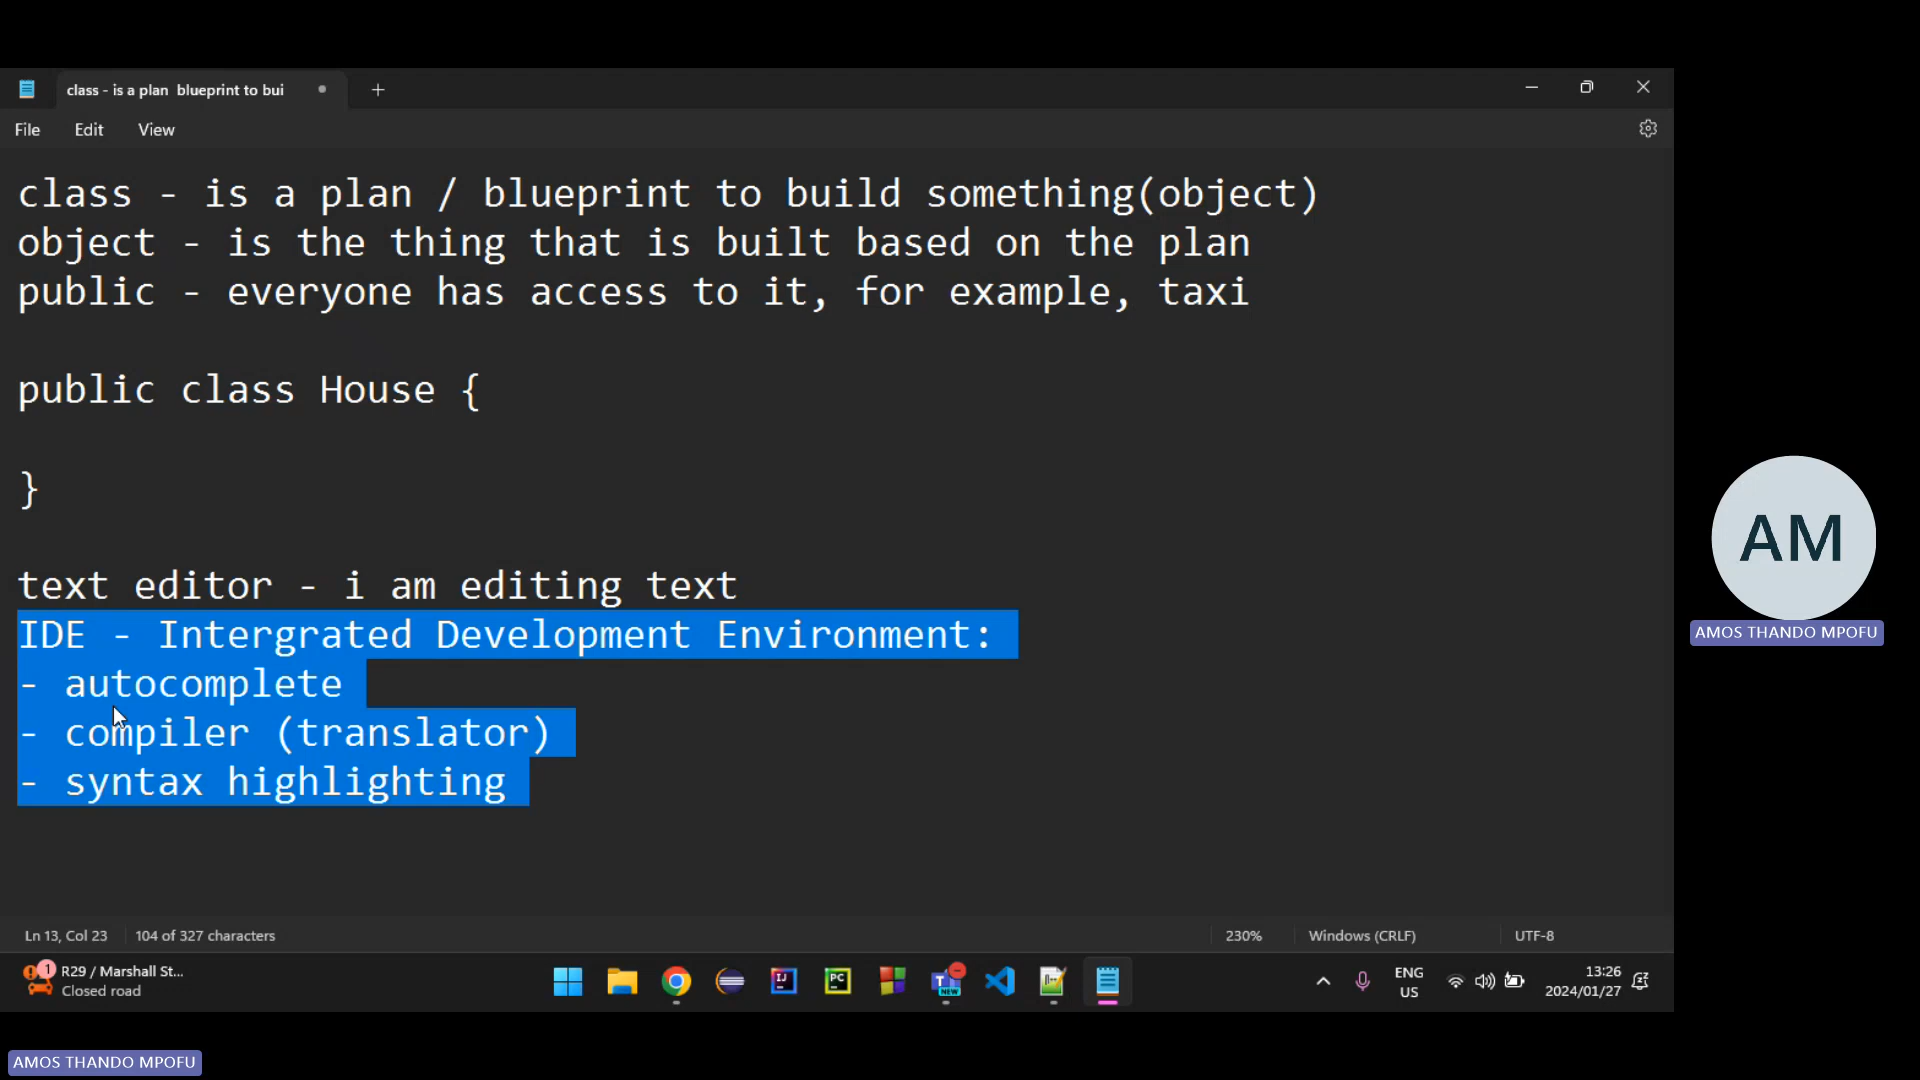 class - is a plan  blueprint to bui
File Edit View
class - is a plan / blueprint to build something(object)
object - is the thing that is built based on the plan
public - everyone has access to it, for example, taxi
public class House {
}
text editor - i am editing text
IDE - Intergrated Development Environment:
- autocomplete
- compiler (translator)
- syntax highlighting
AM
AMOS THANDO MPOFU
Ln 13, Col 23 104 of 327 characters 230% Windows (CRLF) UTF-8
1
R29 / Marshall St...
Closed road
IJ
PC
T
NEW
ENG
US
13:26
2024/01/27
AMOS THANDO MPOFU